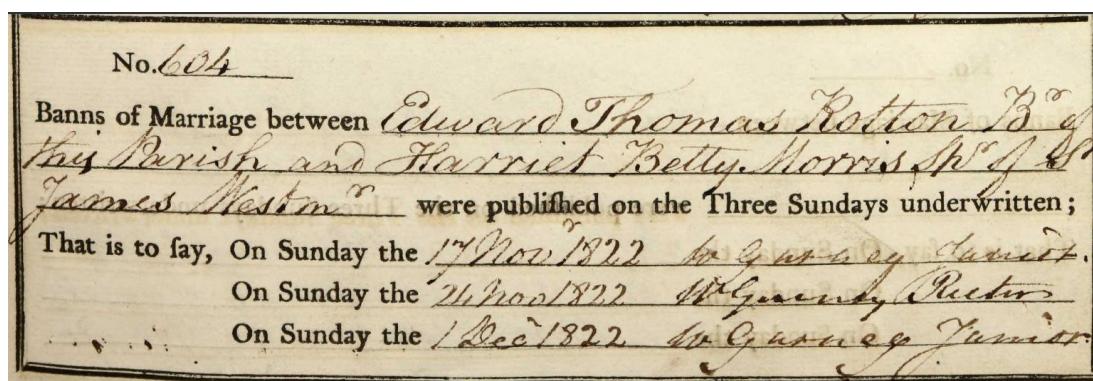 No. 604
Banns of Marriage between Edward Thomas Rotton Br of
this Parish and Harriet Betty Morris Spr of St
James Westmr were publiſhed on the Three Sundays underwritten;
That is to ſay, On Sunday the 17 Novr 1822 W Gurney Junior.
On Sunday the 24 Nov 1822 W Gurney Rector
On Sunday the 1 Decr 1822 W Gurney Junior